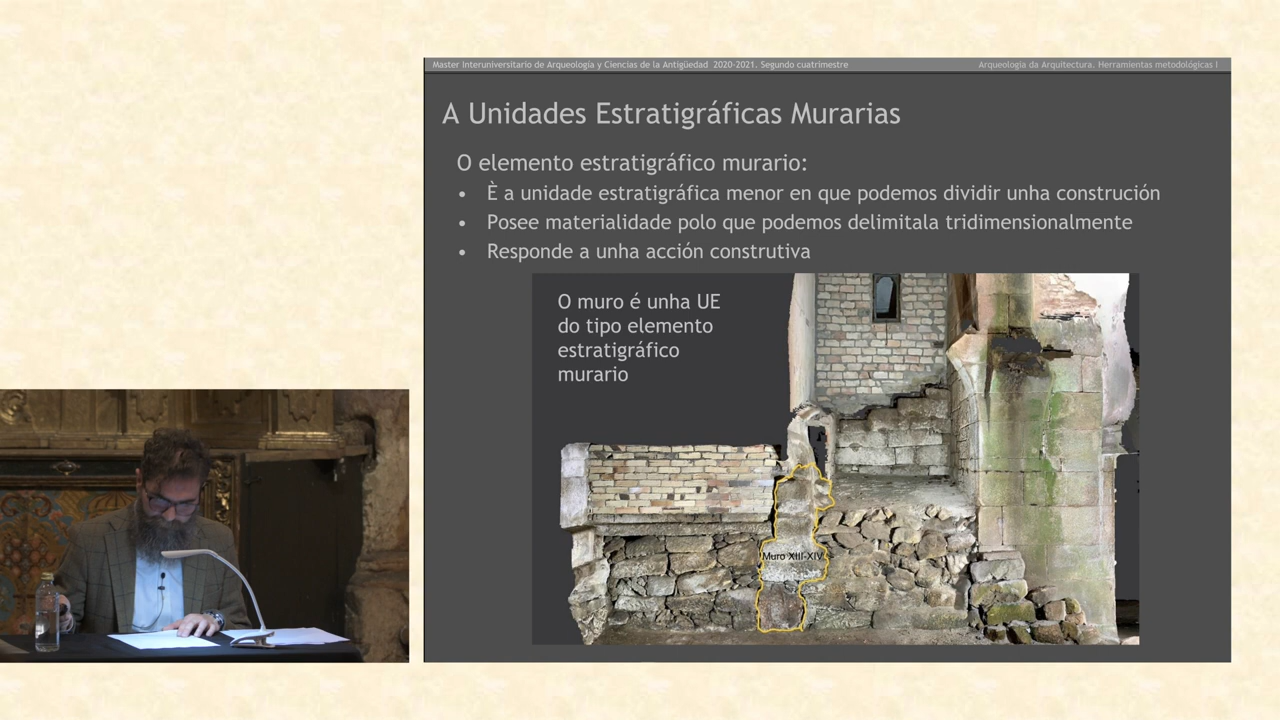 Master Interuniversitario de Arqueología y Ciencias de la Antigüedad 2020-2021. Segundo cuatrimestre
Arqueología da Arquitectura. Herramientas metodológicas I
A Unidades Estratigráficas Murarias
O elemento estratigráfico murario:
• È a unidade estratigráfica menor en que podemos dividir unha construción
• Posee materialidade polo que podemos delimitala tridimensionalmente
• Responde a unha acción construtiva
O muro é unha UE
do tipo elemento
estratigráfico
murario
Muro XIII-XIV